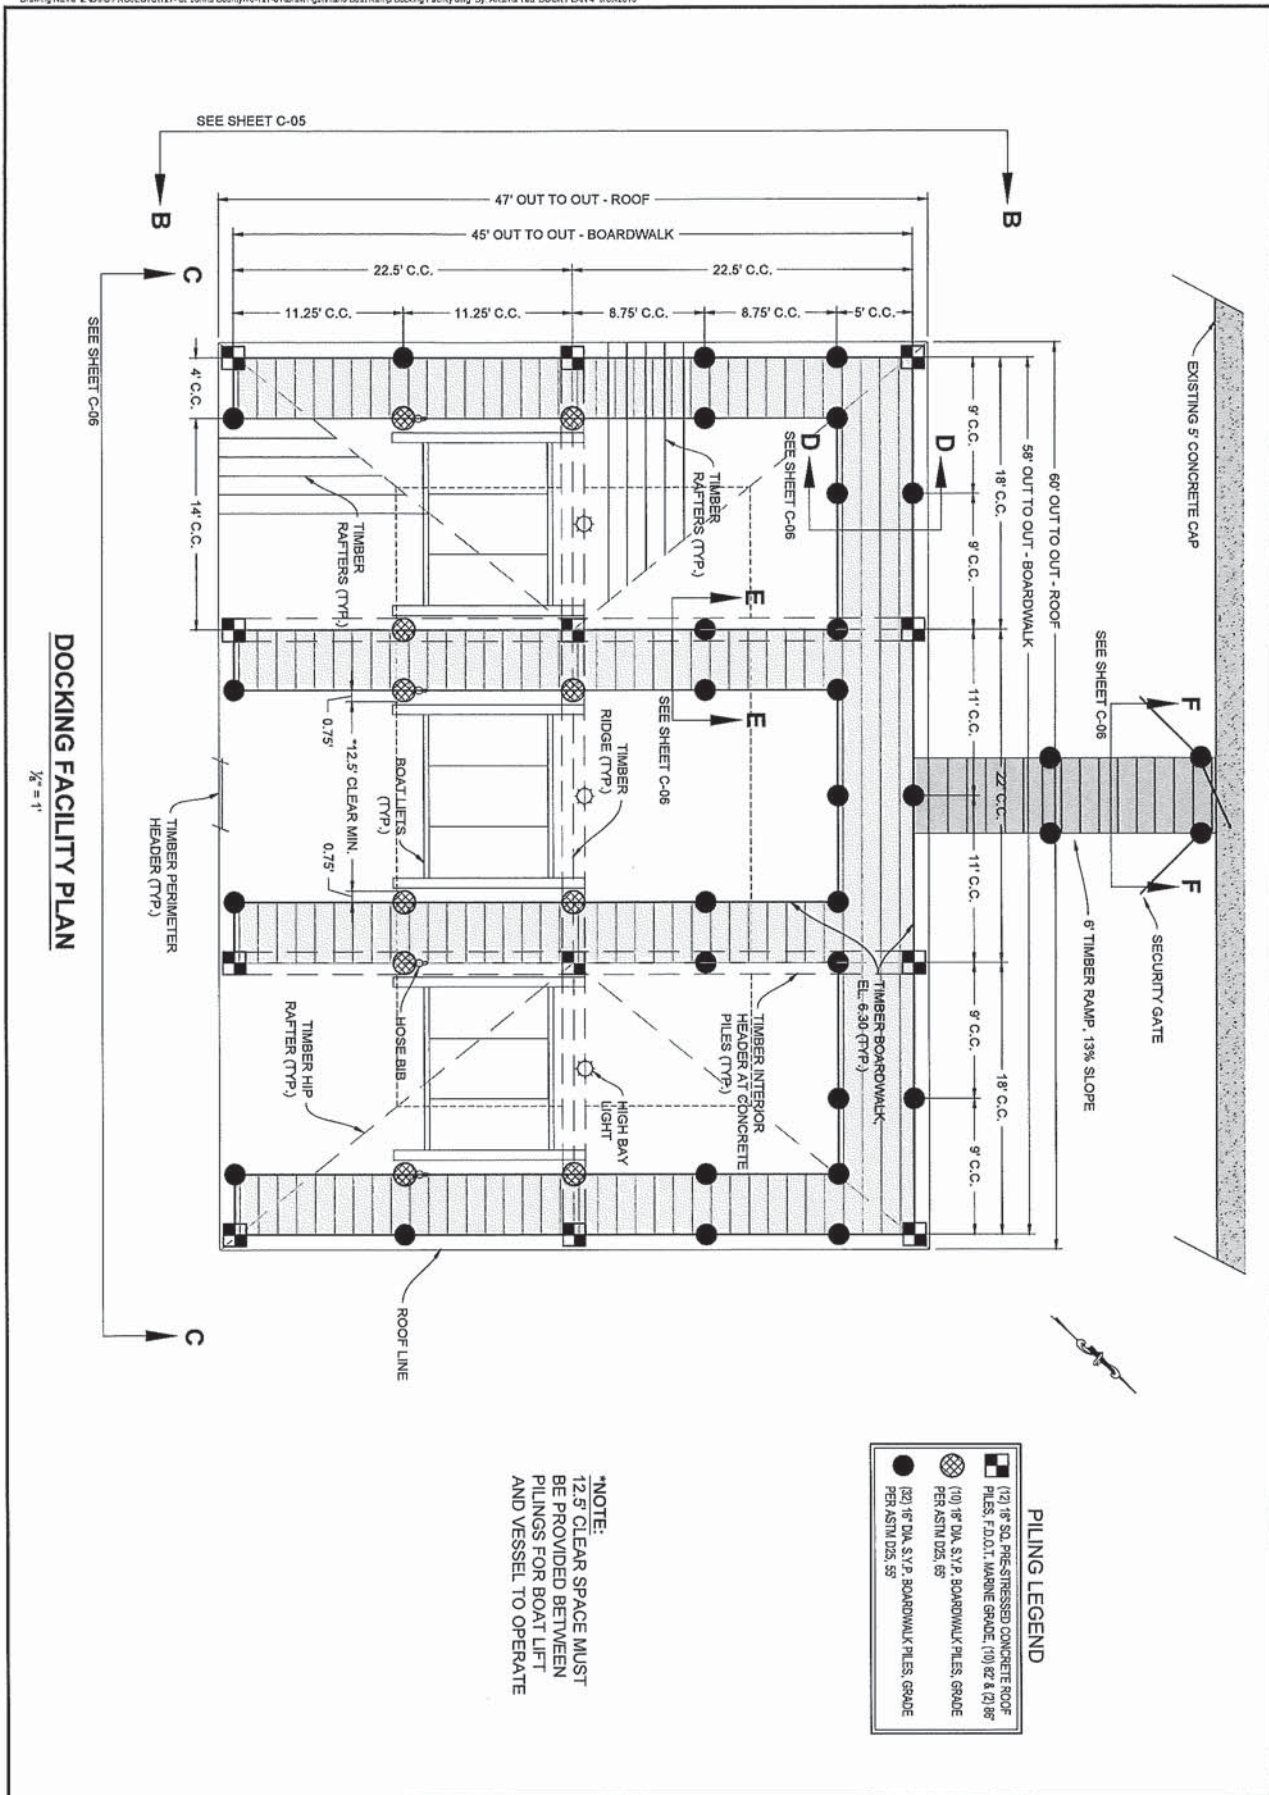 SEE SHEET C-05
B
B
47' OUT TO OUT - ROOF
45' OUT TO OUT - BOARDWALK
22.5' C.C.
22.5' C.C.
11.25' C.C.
11.25' C.C.
8.75' C.C.
8.75' C.C.
5' C.C.
C
C
SEE SHEET C-06
4' C.C.
14' C.C.
EXISTING 5' CONCRETE CAP
60' OUT TO OUT - ROOF
58' OUT TO OUT - BOARDWALK
18' C.C.
22' C.C.
18' C.C.
9' C.C.
9' C.C.
11' C.C.
11' C.C.
9' C.C.
9' C.C.
SEE SHEET C-06
F
F
SECURITY GATE
6' TIMBER RAMP, 13% SLOPE
D
D
SEE SHEET C-06
TIMBER
RAFTERS (TYP.)
TIMBER
RAFTERS (TYP.)
E
E
SEE SHEET C-06
TIMBER
RIDGE (TYP.)
BOAT LIFTS
(TYP.)
0.75'
*12.5' CLEAR MIN.
0.75'
TIMBER PERIMETER
HEADER (TYP.)
TIMBER BOARDWALK,
EL. 6.30 (TYP.)
TIMBER INTERIOR
HEADER AT CONCRETE
PILES (TYP.)
HOSE BIB
HIGH BAY
LIGHT
TIMBER HIP
RAFTER (TYP.)
ROOF LINE
DOCKING FACILITY PLAN
⅛" = 1'
PILING LEGEND
(12) 18" SQ. PRE-STRESSED CONCRETE ROOF
PILES, F.D.O.T. MARINE GRADE, (10) 82' & (2) 86'
(10) 16" DIA. S.Y.P. BOARDWALK PILES, GRADE
PER ASTM D25, 65'
(32) 16" DIA. S.Y.P. BOARDWALK PILES, GRADE
PER ASTM D25, 55'
*NOTE:
12.5' CLEAR SPACE MUST
BE PROVIDED BETWEEN
PILINGS FOR BOAT LIFT
AND VESSEL TO OPERATE